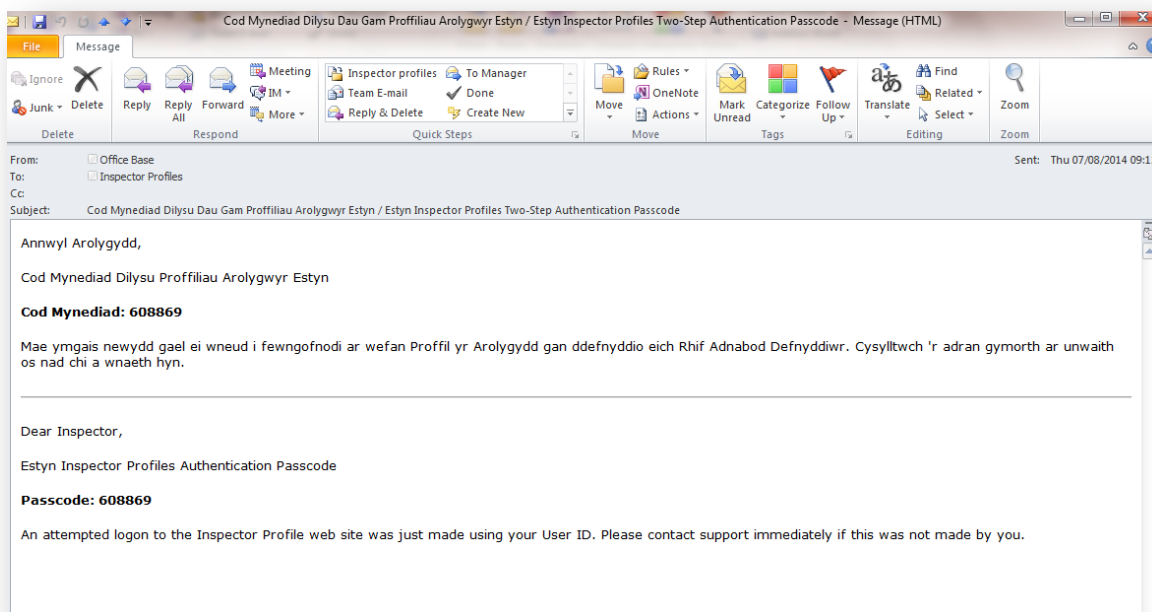 Cod Mynediad Dilysu Dau Gam Proffiliau Arolygwyr Estyn / Estyn Inspector Profiles Two-Step Authentication Passcode - Message (HTML)
File Message
Ignore
Junk
Delete
Reply
Reply All
Forward
Meeting
IM
More
Inspector profiles
To Manager
Team E-mail
Done
Reply & Delete
Create New
Move
Rules
OneNote
Actions
Mark Unread
Categorize
Follow Up
Translate
Find
Related
Select
Zoom
Delete Respond Quick Steps Move Tags Editing Zoom
From: Office Base Sent: Thu 07/08/2014 09:1
To: Inspector Profiles
Cc:
Subject: Cod Mynediad Dilysu Dau Gam Proffiliau Arolygwyr Estyn / Estyn Inspector Profiles Two-Step Authentication Passcode
Annwyl Arolygydd,
Cod Mynediad Dilysu Proffiliau Arolygwyr Estyn
Cod Mynediad: 608869
Mae ymgais newydd gael ei wneud i fewngofnodi ar wefan Proffil yr Arolygydd gan ddefnyddio eich Rhif Adnabod Defnyddiwr. Cysylltwch 'r adran gymorth ar unwaith
os nad chi a wnaeth hyn.
Dear Inspector,
Estyn Inspector Profiles Authentication Passcode
Passcode: 608869
An attempted logon to the Inspector Profile web site was just made using your User ID. Please contact support immediately if this was not made by you.